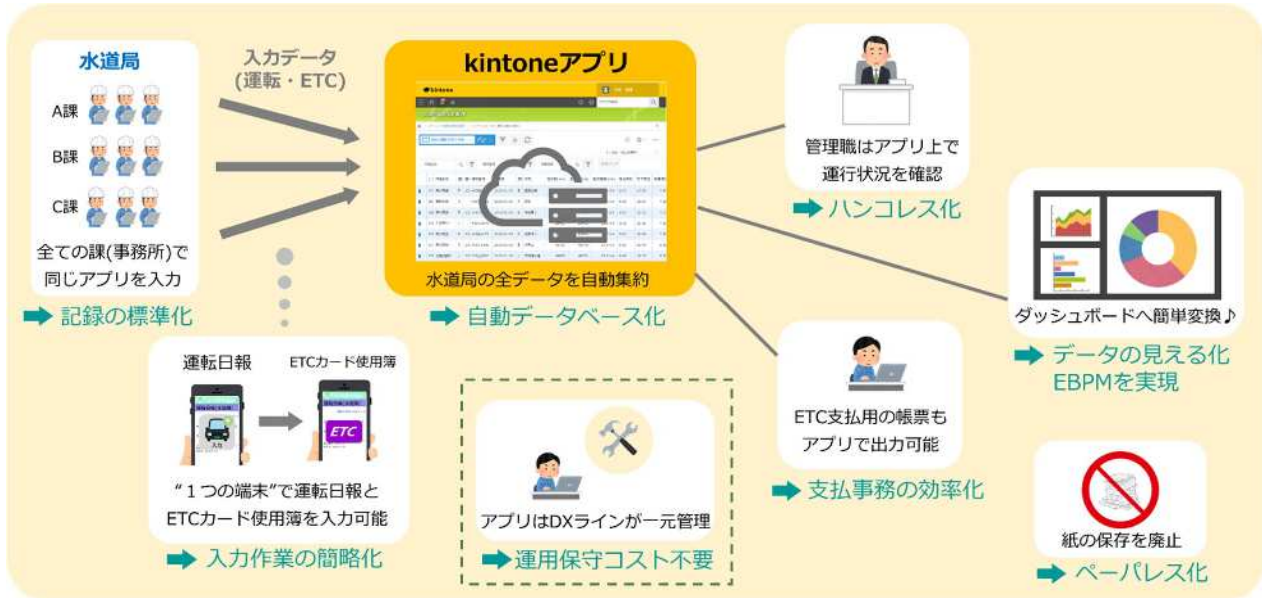 水道局
A課
B課
C課
全ての課(事務所)で
同じアプリを入力
➡ 記録の標準化
入力データ
(運転・ETC)
kintoneアプリ
kintone
水道局の全データを自動集約
➡ 自動データベース化
管理職はアプリ上で
運行状況を確認
➡ ハンコレス化
ダッシュボードへ簡単変換♪
➡ データの見える化
EBPMを実現
運転日報
ETCカード使用簿
入力
ETC
“１つの端末”で運転日報と
ETCカード使用簿を入力可能
➡ 入力作業の簡略化
アプリはDXラインが一元管理
➡運用保守コスト不要
ETC支払用の帳票も
アプリで出力可能
➡ 支払事務の効率化
紙の保存を廃止
➡ ペーパレス化